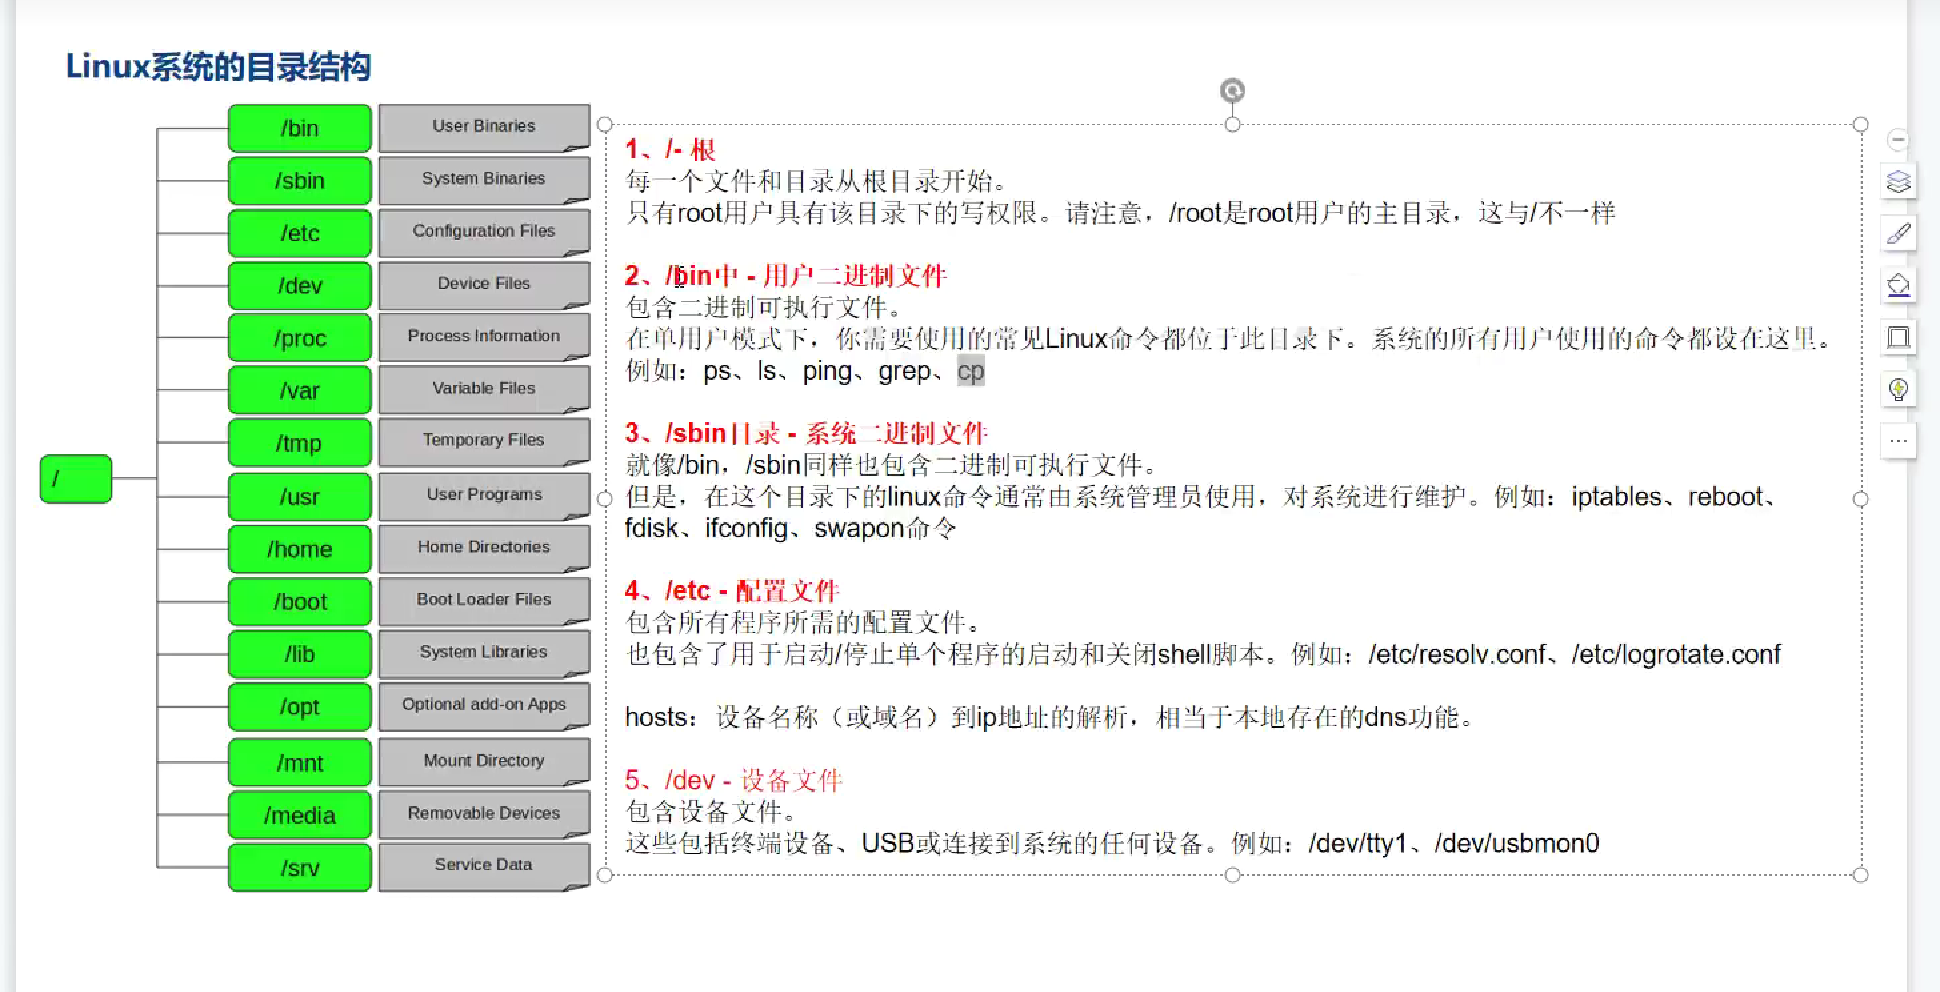 Linux系统的目录结构
/
/bin User Binaries
/sbin System Binaries
/etc Configuration Files
/dev Device Files
/proc Process Information
/var Variable Files
/tmp Temporary Files
/usr User Programs
/home Home Directories
/boot Boot Loader Files
/lib System Libraries
/opt Optional add-on Apps
/mnt Mount Directory
/media Removable Devices
/srv Service Data
1、/- 根
每一个文件和目录从根目录开始。
只有root用户具有该目录下的写权限。请注意，/root是root用户的主目录，这与/不一样
2、/bin中 - 用户二进制文件
包含二进制可执行文件。
在单用户模式下，你需要使用的常见Linux命令都位于此目录下。系统的所有用户使用的命令都设在这里。
例如：ps、ls、ping、grep、cp
3、/sbin目录 - 系统二进制文件
就像/bin，/sbin同样也包含二进制可执行文件。
但是，在这个目录下的linux命令通常由系统管理员使用，对系统进行维护。例如：iptables、reboot、
fdisk、ifconfig、swapon命令
4、/etc - 配置文件
包含所有程序所需的配置文件。
也包含了用于启动/停止单个程序的启动和关闭shell脚本。例如：/etc/resolv.conf、/etc/logrotate.conf
hosts：设备名称（或域名）到ip地址的解析，相当于本地存在的dns功能。
5、/dev - 设备文件
包含设备文件。
这些包括终端设备、USB或连接到系统的任何设备。例如：/dev/tty1、/dev/usbmon0